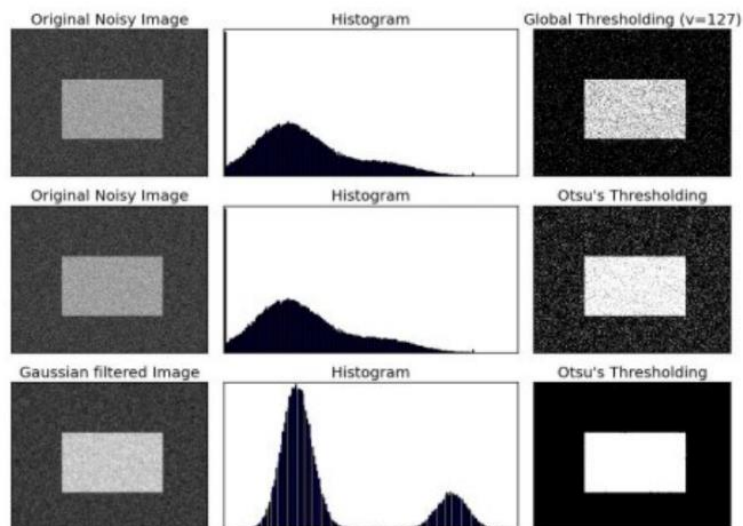 Original Noisy Image Histogram Global Thresholding (v=127)
Original Noisy Image Histogram Otsu's Thresholding
Gaussian filtered Image Histogram Otsu's Thresholding